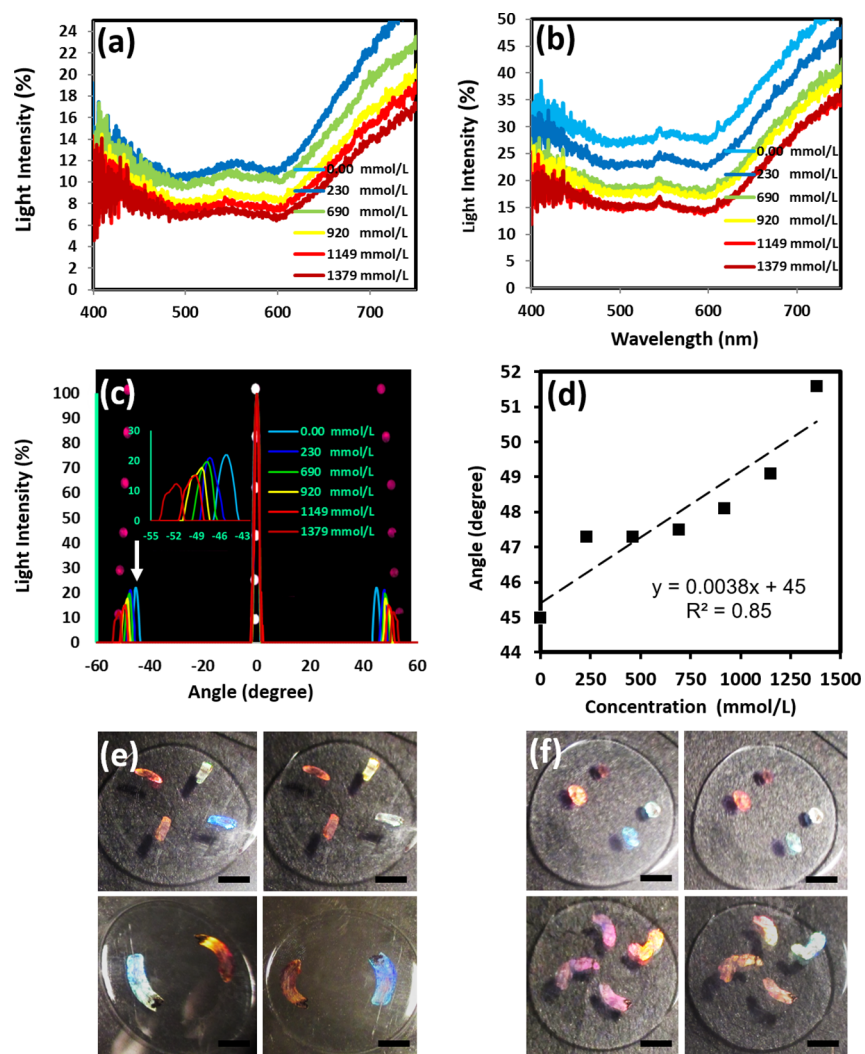 (a)
Light Intensity (%)
24
22
20
18
16
14
12
10
8
6
4
2
0
400 500 600 700
0.00 mmol/L
230 mmol/L
690 mmol/L
920 mmol/L
1149 mmol/L
1379 mmol/L
(b)
Light Intensity (%)
50
45
40
35
30
25
20
15
10
5
0
400 500 600 700
Wavelength (nm)
0.00 mmol/L
230 mmol/L
690 mmol/L
920 mmol/L
1149 mmol/L
1379 mmol/L
(c)
Light Intensity (%)
100
90
80
70
60
50
40
30
20
10
0
-60 -40 -20 0 20 40 60
Angle (degree)
30
20
10
0
-55 -52 -49 -46 -43
0.00 mmol/L
230 mmol/L
690 mmol/L
920 mmol/L
1149 mmol/L
1379 mmol/L
(d)
Angle (degree)
52
51
50
49
48
47
46
45
44
0 250 500 750 1000 1250 1500
Concentration (mmol/L)
y = 0.0038x + 45
R² = 0.85
(e)
(f)